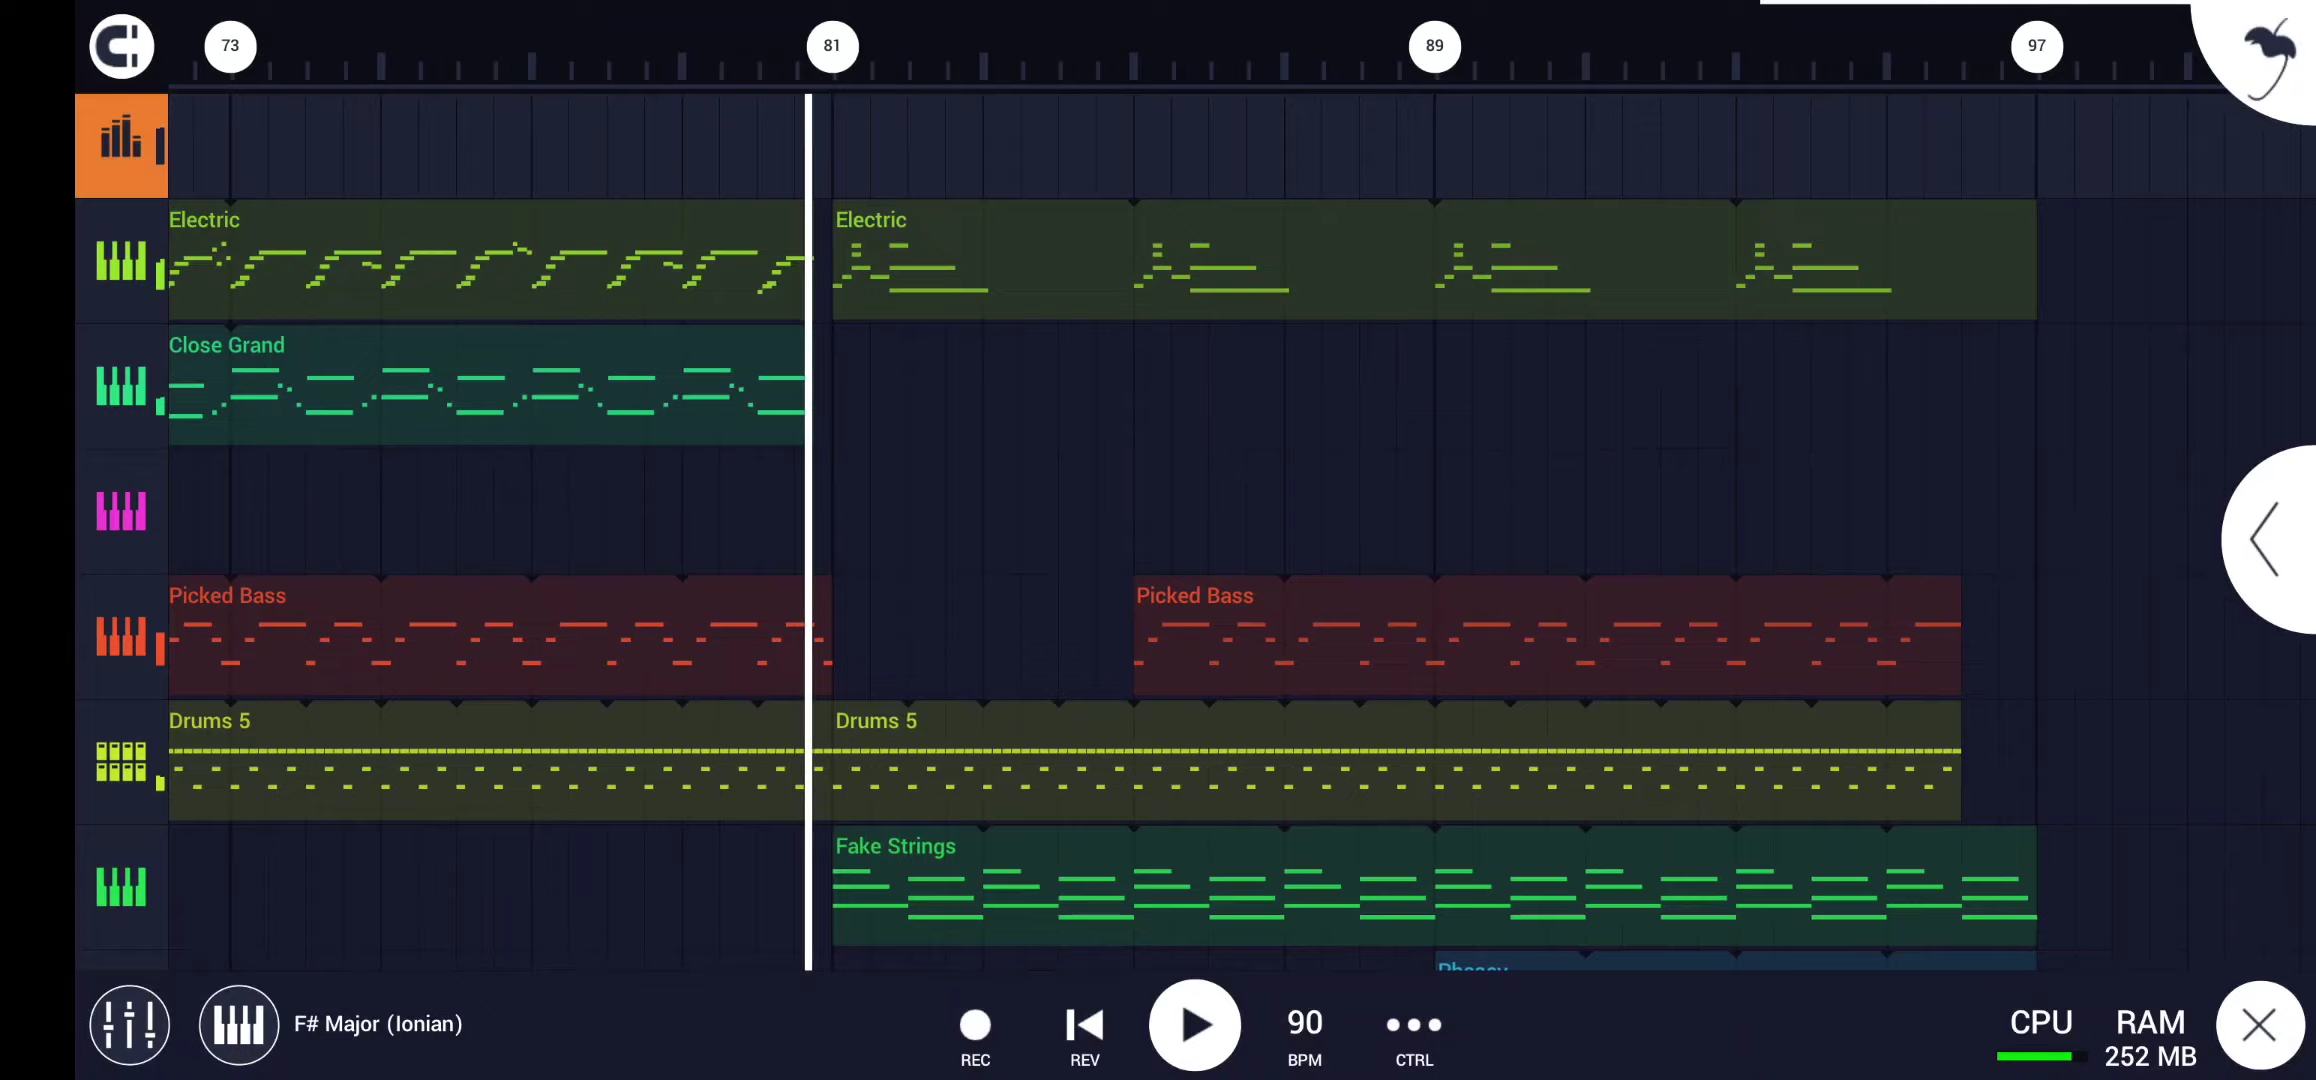 73
81
89
97
Electric
Electric
Close Grand
Picked Bass
Picked Bass
Drums 5
Drums 5
Fake Strings
F# Major (Ionian)
REC
REV
90
BPM
CTRL
CPU
RAM
252 MB